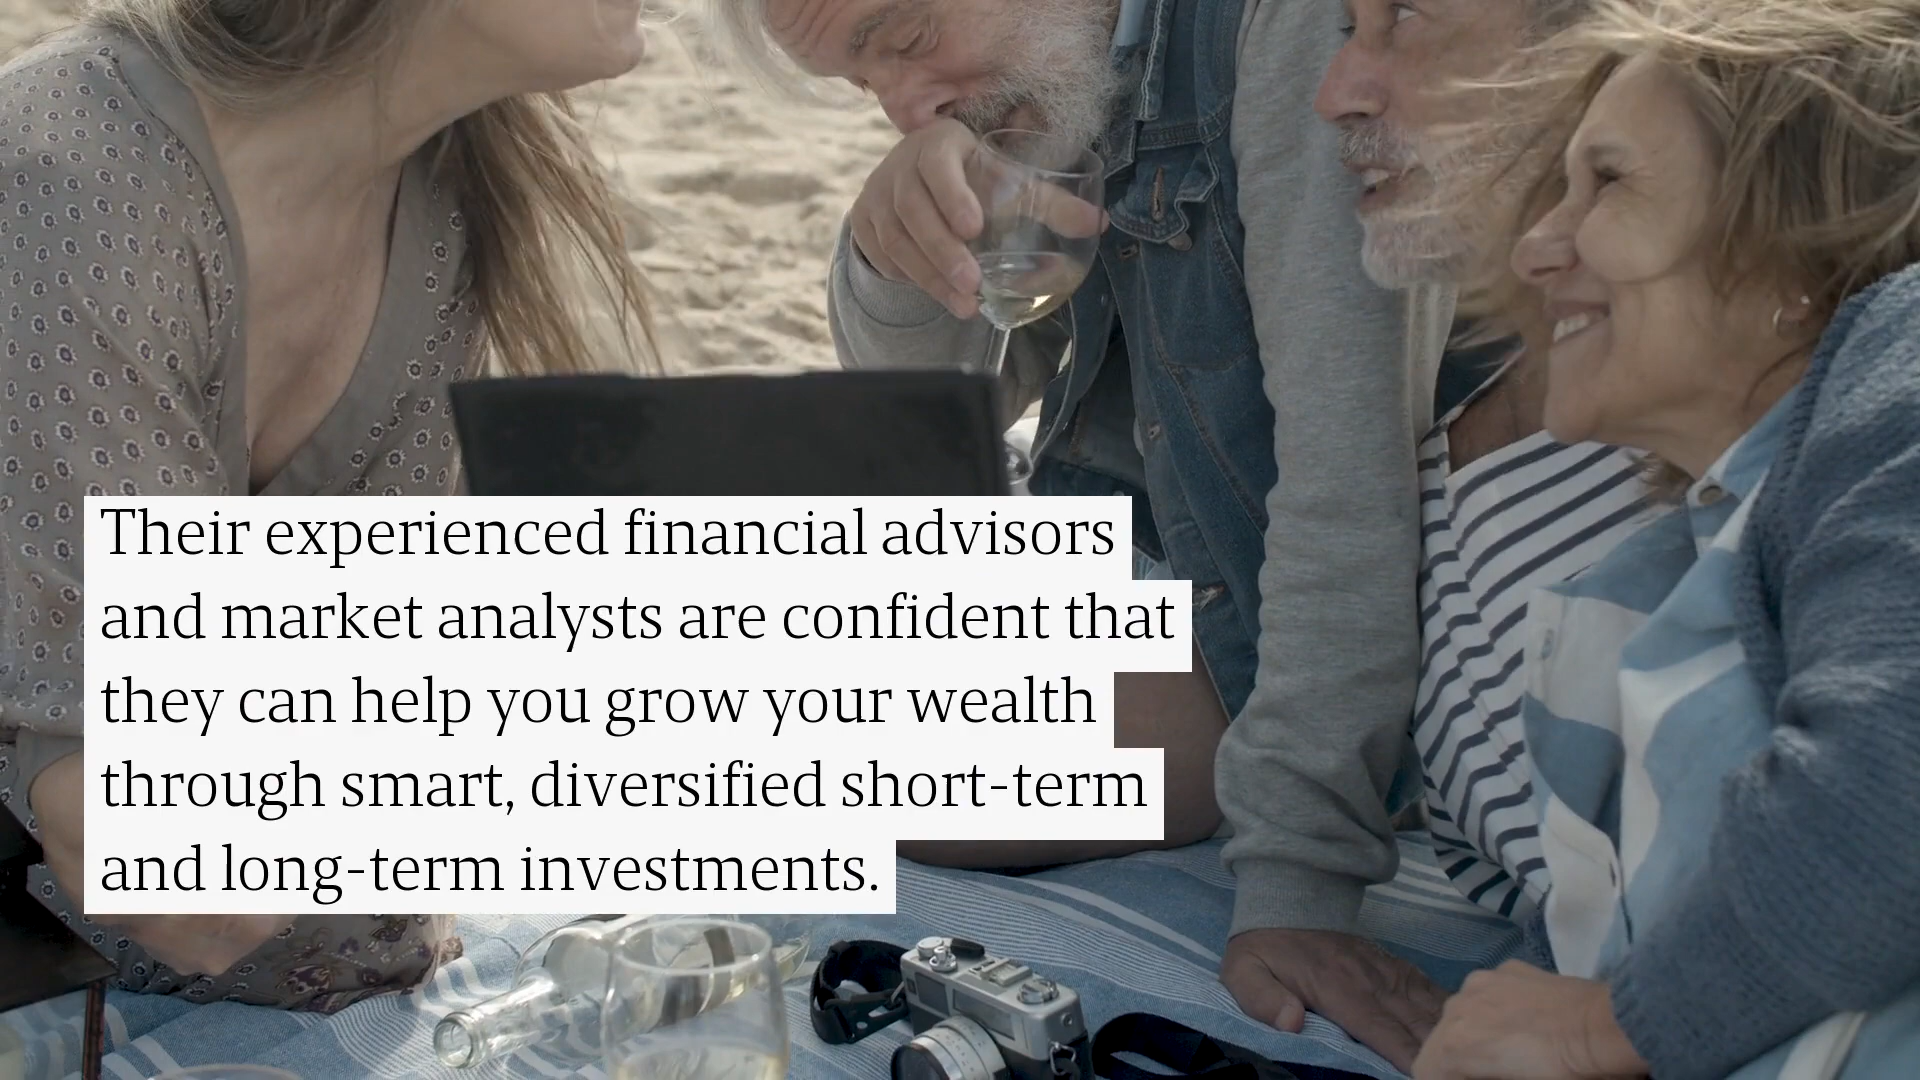 Their experienced financial advisors
and market analysts are confident that
they can help you grow your wealth
through smart, diversified short-term
and long-term investments.